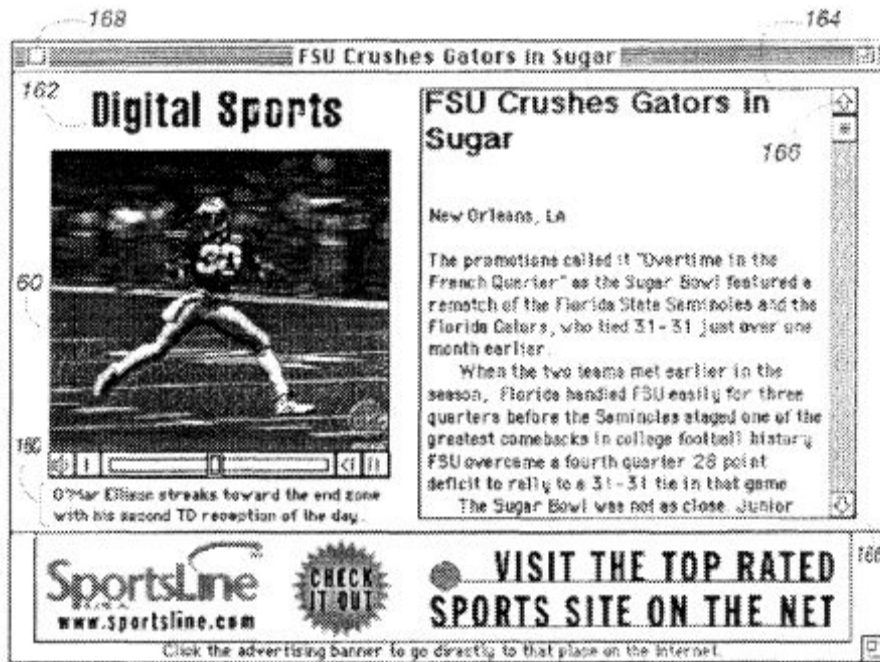 168
164
FSU Crushes Gators in Sugar
162
Digital Sports
FSU Crushes Gators in
Sugar
166
New Orleans, LA
The promotions called it "Overtime in the
French Quarter" as the Sugar Bowl featured a
rematch of the Florida State Seminoles and the
Florida Gators, who tied 31-31 just over one
month earlier.
When the two teams met earlier in the
season, Florida handled FSU easily for three
quarters before the Seminoles staged one of the
greatest comebacks in college football history
FSU overcame a fourth quarter 28 point
deficit to rally to a 31-31 tie in that game
The Sugar Bowl was not as close. Junior
60
160
30
O'Mar Ellison streaks toward the end zone
with his second TD reception of the day.
SportsLine
www.sportsline.com
CHECK
IT OUT
VISIT THE TOP RATED
SPORTS SITE ON THE NET
166
Click the advertising banner to go directly to that place on the Internet.